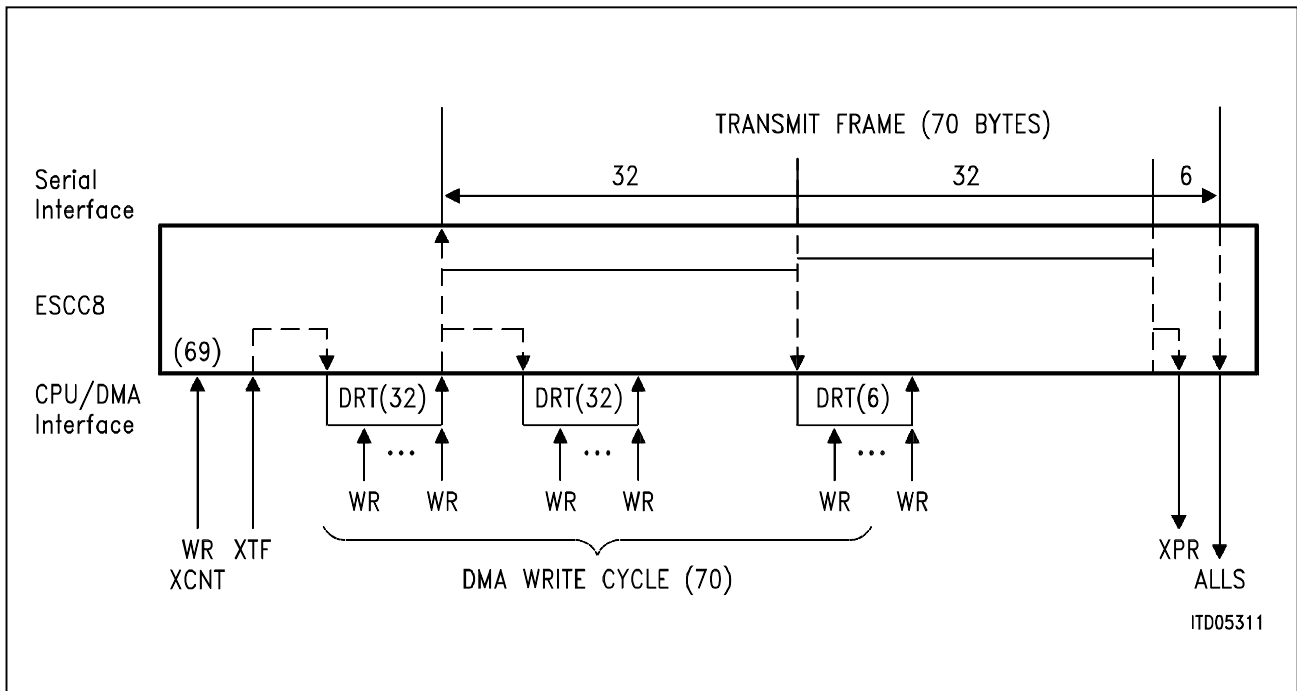 TRANSMIT FRAME (70 BYTES)
Serial
Interface
32
32
6
ESCC8
(69)
CPU/DMA
Interface
DRT(32)
DRT(32)
DRT(6)
...
...
...
WR
WR
WR
WR
WR
WR
WR
XCNT
XTF
DMA WRITE CYCLE (70)
XPR
ALLS
ITD05311